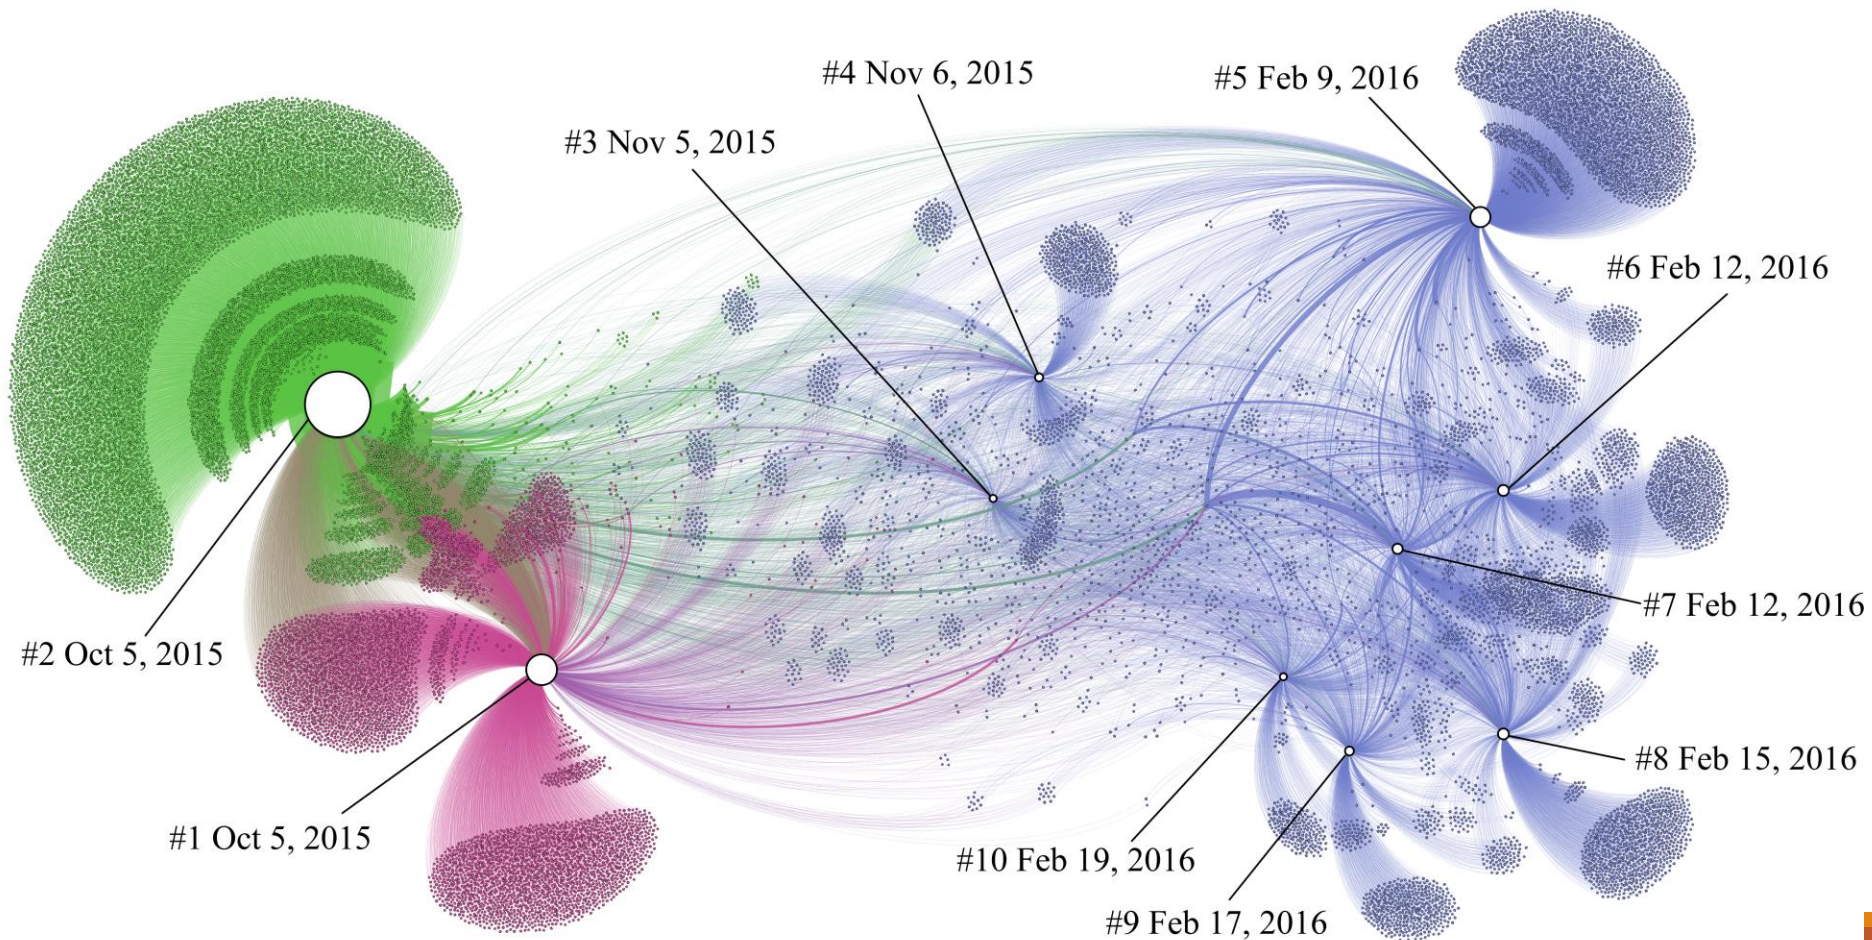 #4 Nov 6, 2015
#5 Feb 9, 2016
#3 Nov 5, 2015
#6 Feb 12, 2016
#7 Feb 12, 2016
#2 Oct 5, 2015
#8 Feb 15, 2016
#1 Oct 5, 2015
#10 Feb 19, 2016
#9 Feb 17, 2016